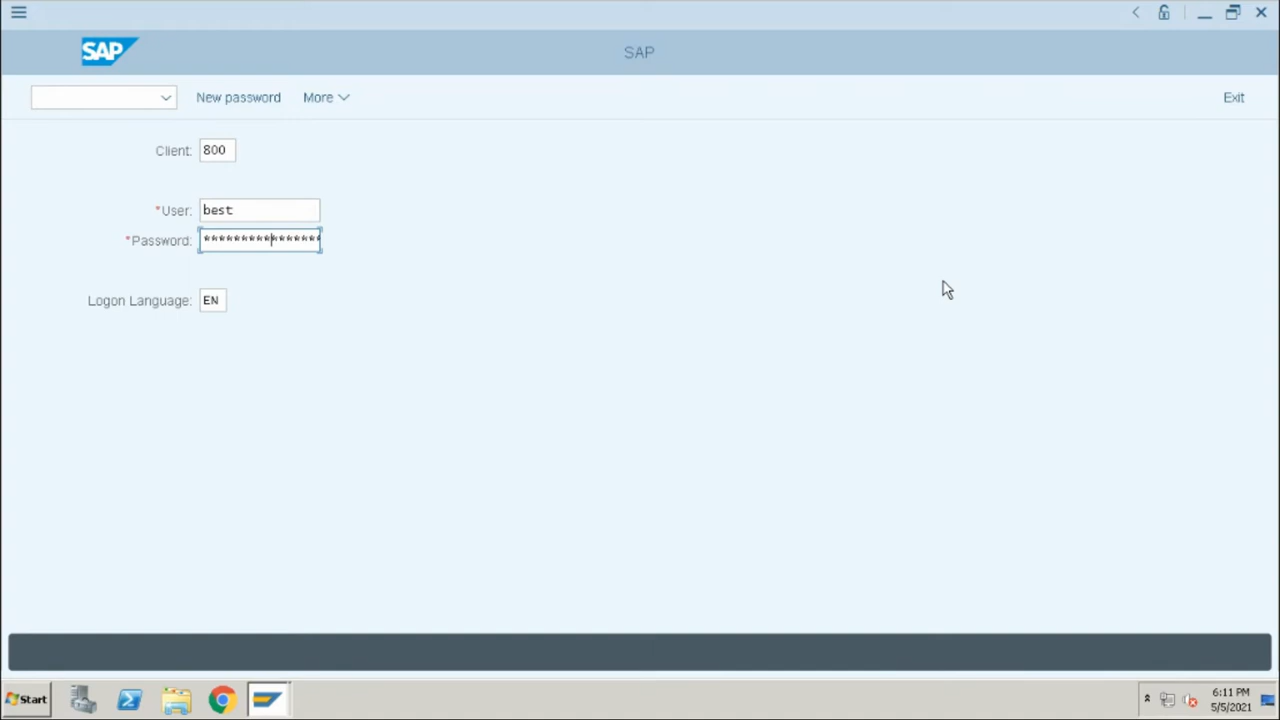 SAP
SAP
New password
More
Exit
Client: 800
*User: best
*Password: ****************
Logon Language: EN
Start
6:11 PM
5/5/2021